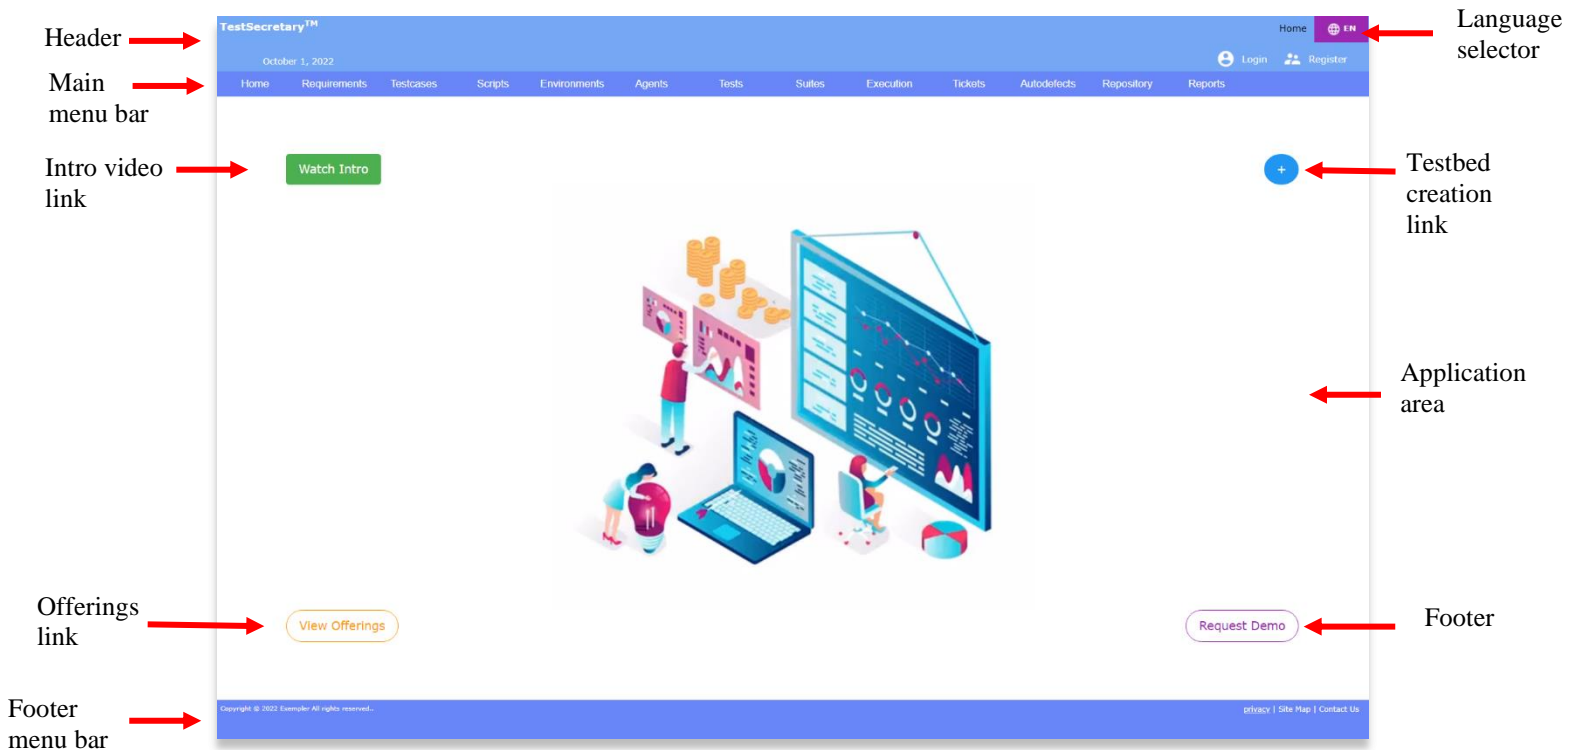 TestSecretary™
Home
EN
Language
selector
Header
October 1, 2022
Login
Register
Main
menu bar
Home Requirements Testcases Scripts Environments Agents Tests Suites Execution Tickets Autodefects Repository Reports
Intro video
link
Watch Intro
+
Testbed
creation
link
Application
area
Offerings
link
View Offerings
Request Demo
Footer
Footer
menu bar
Copyright @ 2022 Exempler All rights reserved..
privacy | Site Map | Contact Us